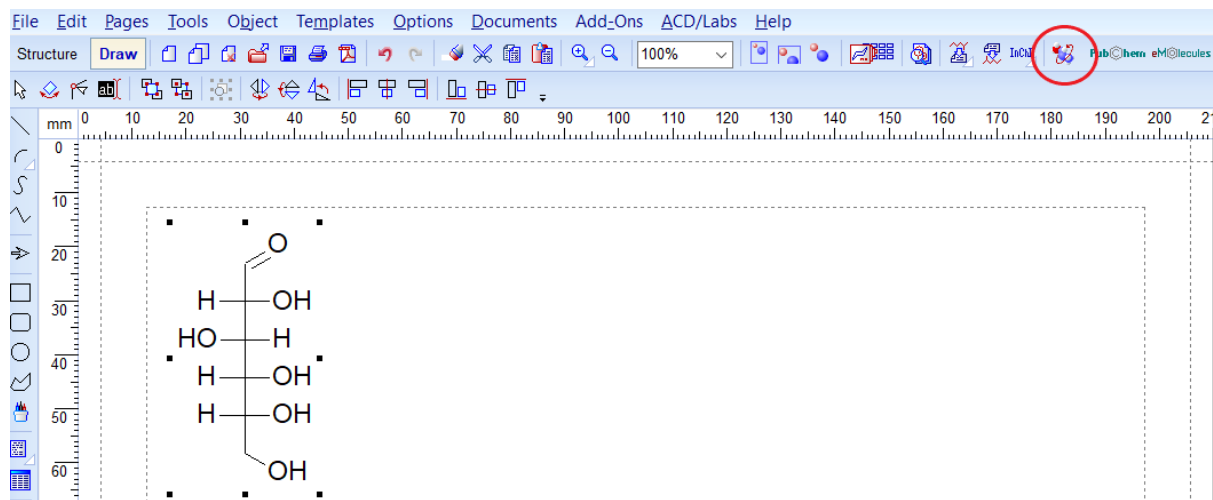 File Edit Pages Tools Object Templates Options Documents Add-Ons ACD/Labs Help
Structure Draw 100% InChI PubChem eMolecules
ab
mm 0 10 20 30 40 50 60 70 80 90 100 110 120 130 140 150 160 170 180 190 200
0
10
20
30
40
50
60
O
H OH
HO H
H OH
H OH
OH